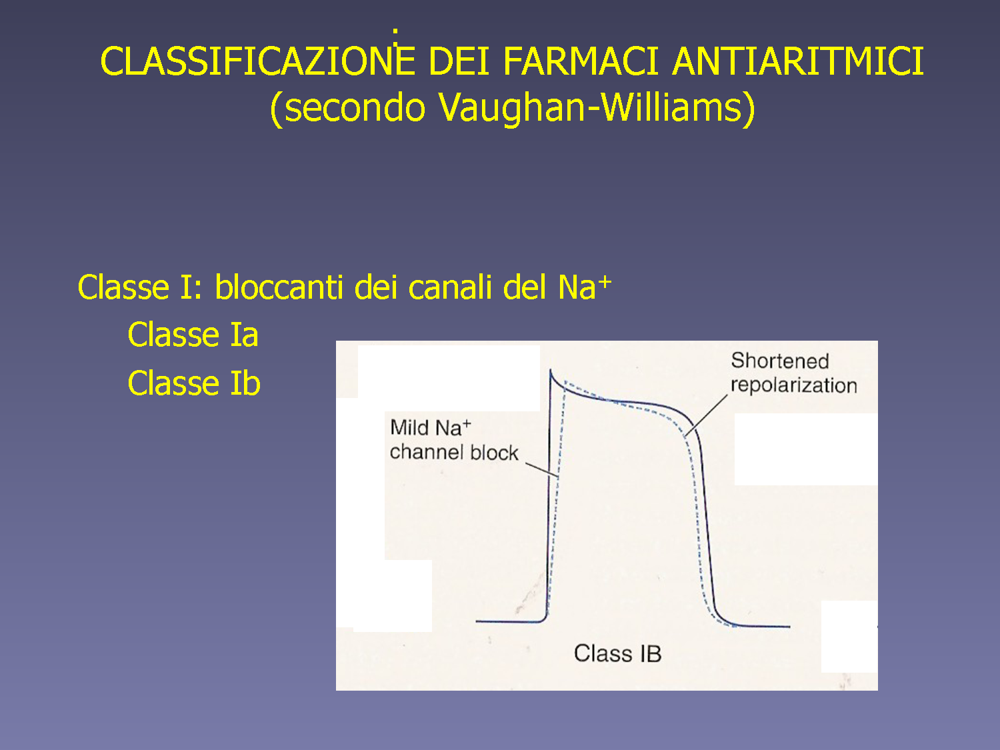 :
CLASSIFICAZIONE DEI FARMACI ANTIARITMICI
(secondo Vaughan-Williams)
Classe I: bloccanti dei canali del Na⁺
Classe Ia
Classe Ib
Shortened
repolarization
Mild Na⁺
channel block
Class IB